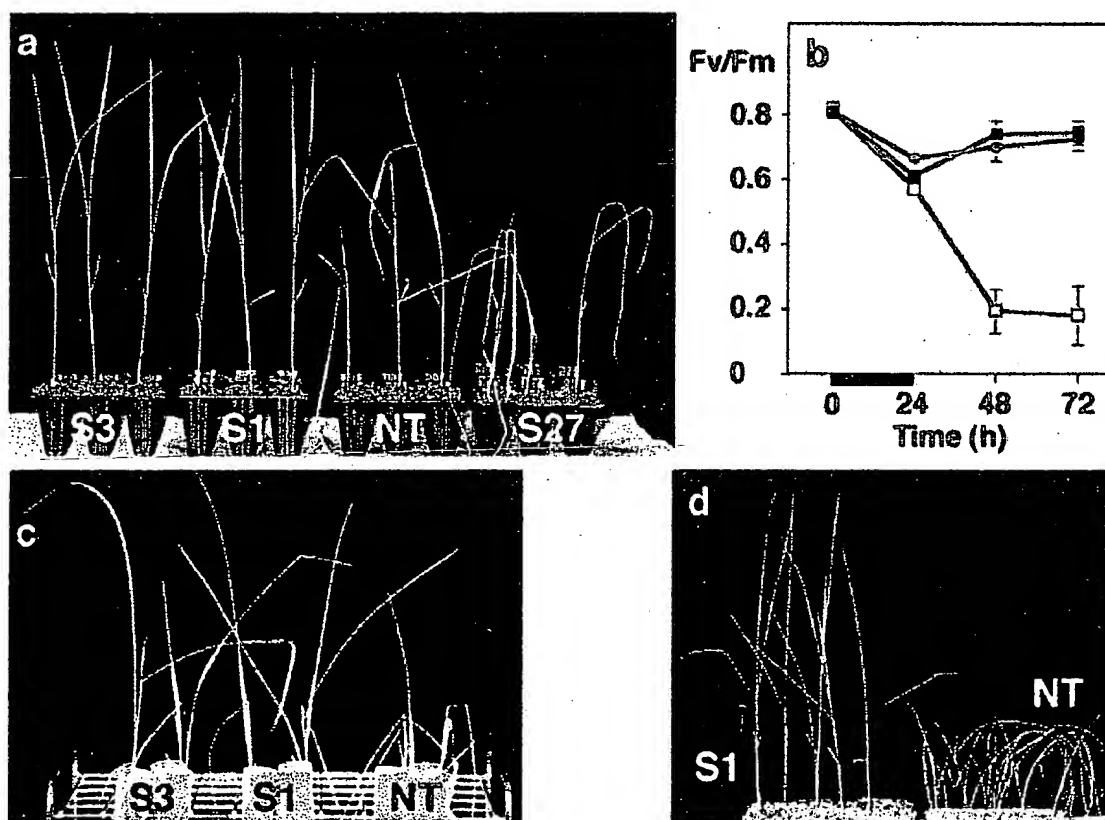 a
S3 S1 NT S27
b
Fv/Fm
0.8
0.6
0.4
0.2
0
0 24 48 72
Time (h)
c
S3 S1 NT
d
S1
NT